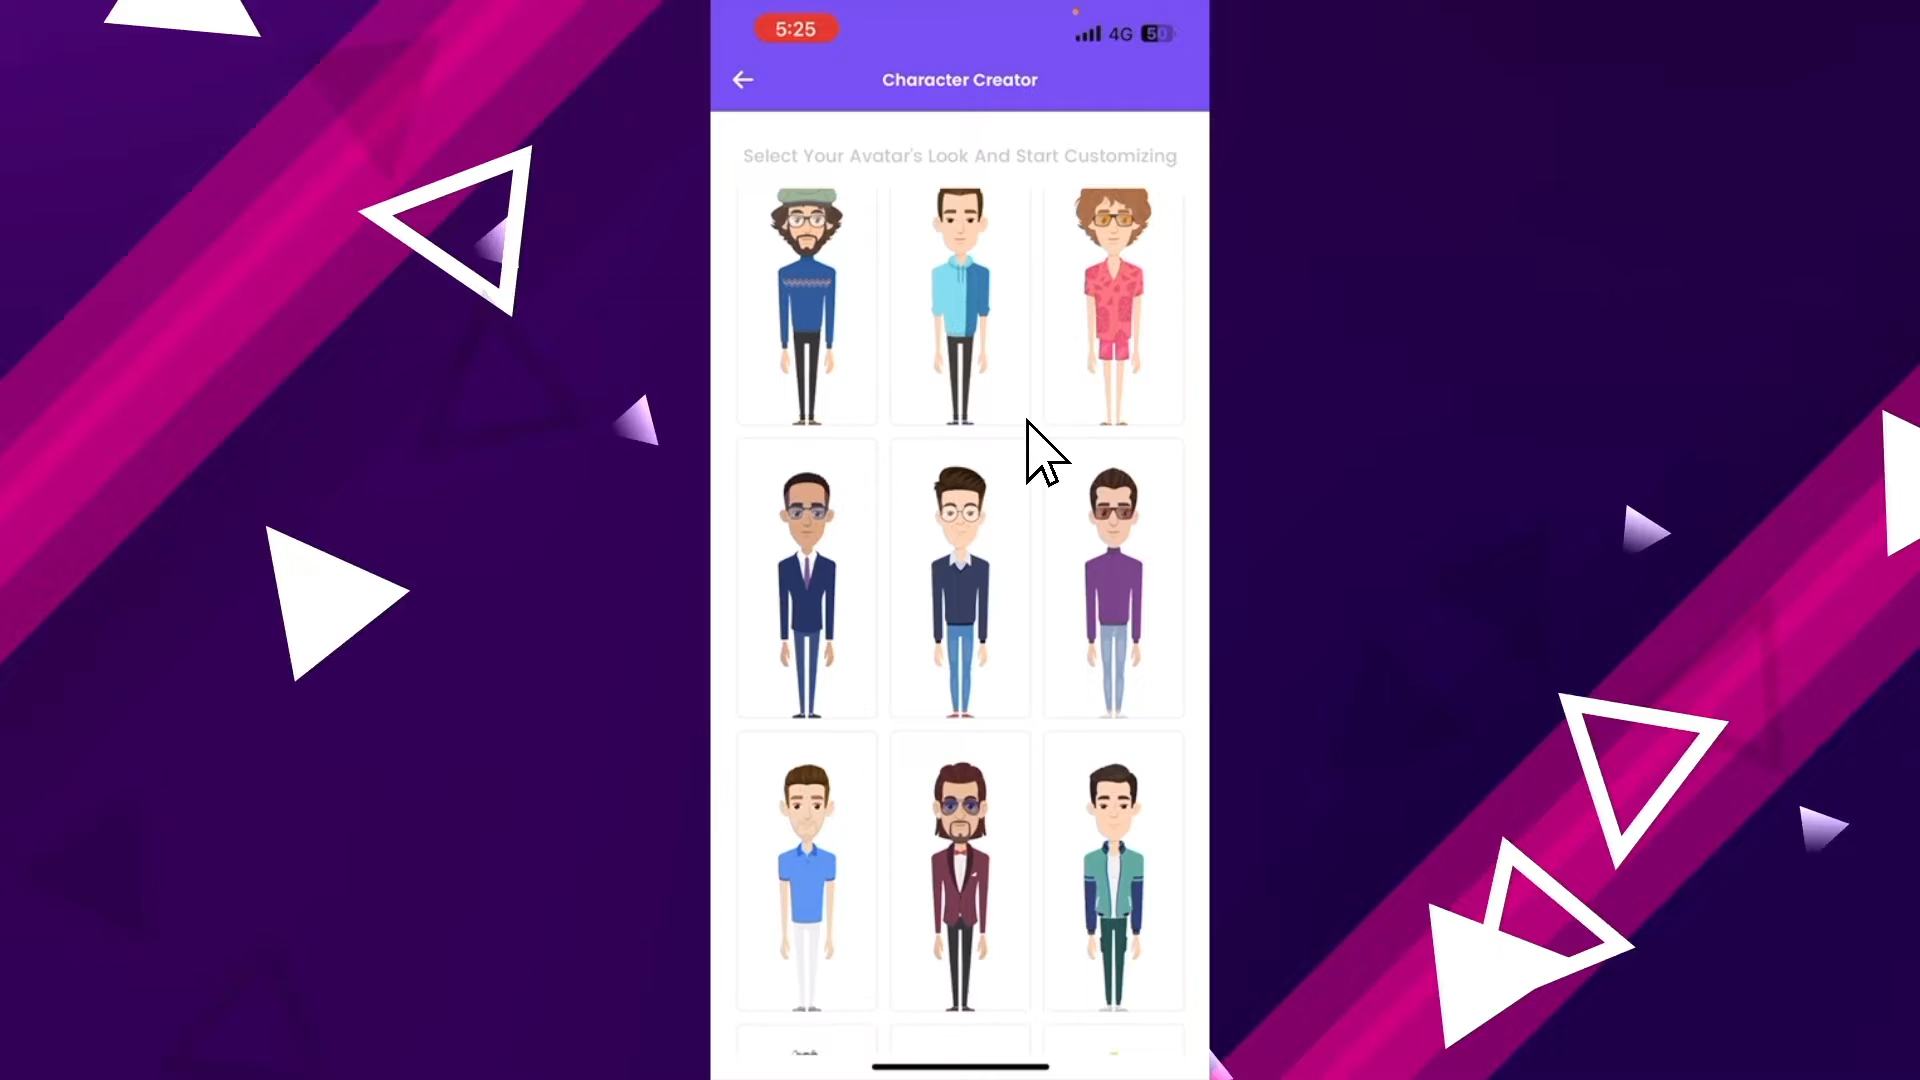 5:25
4G
50
Character Creator
Select Your Avatar's Look And Start Customizing